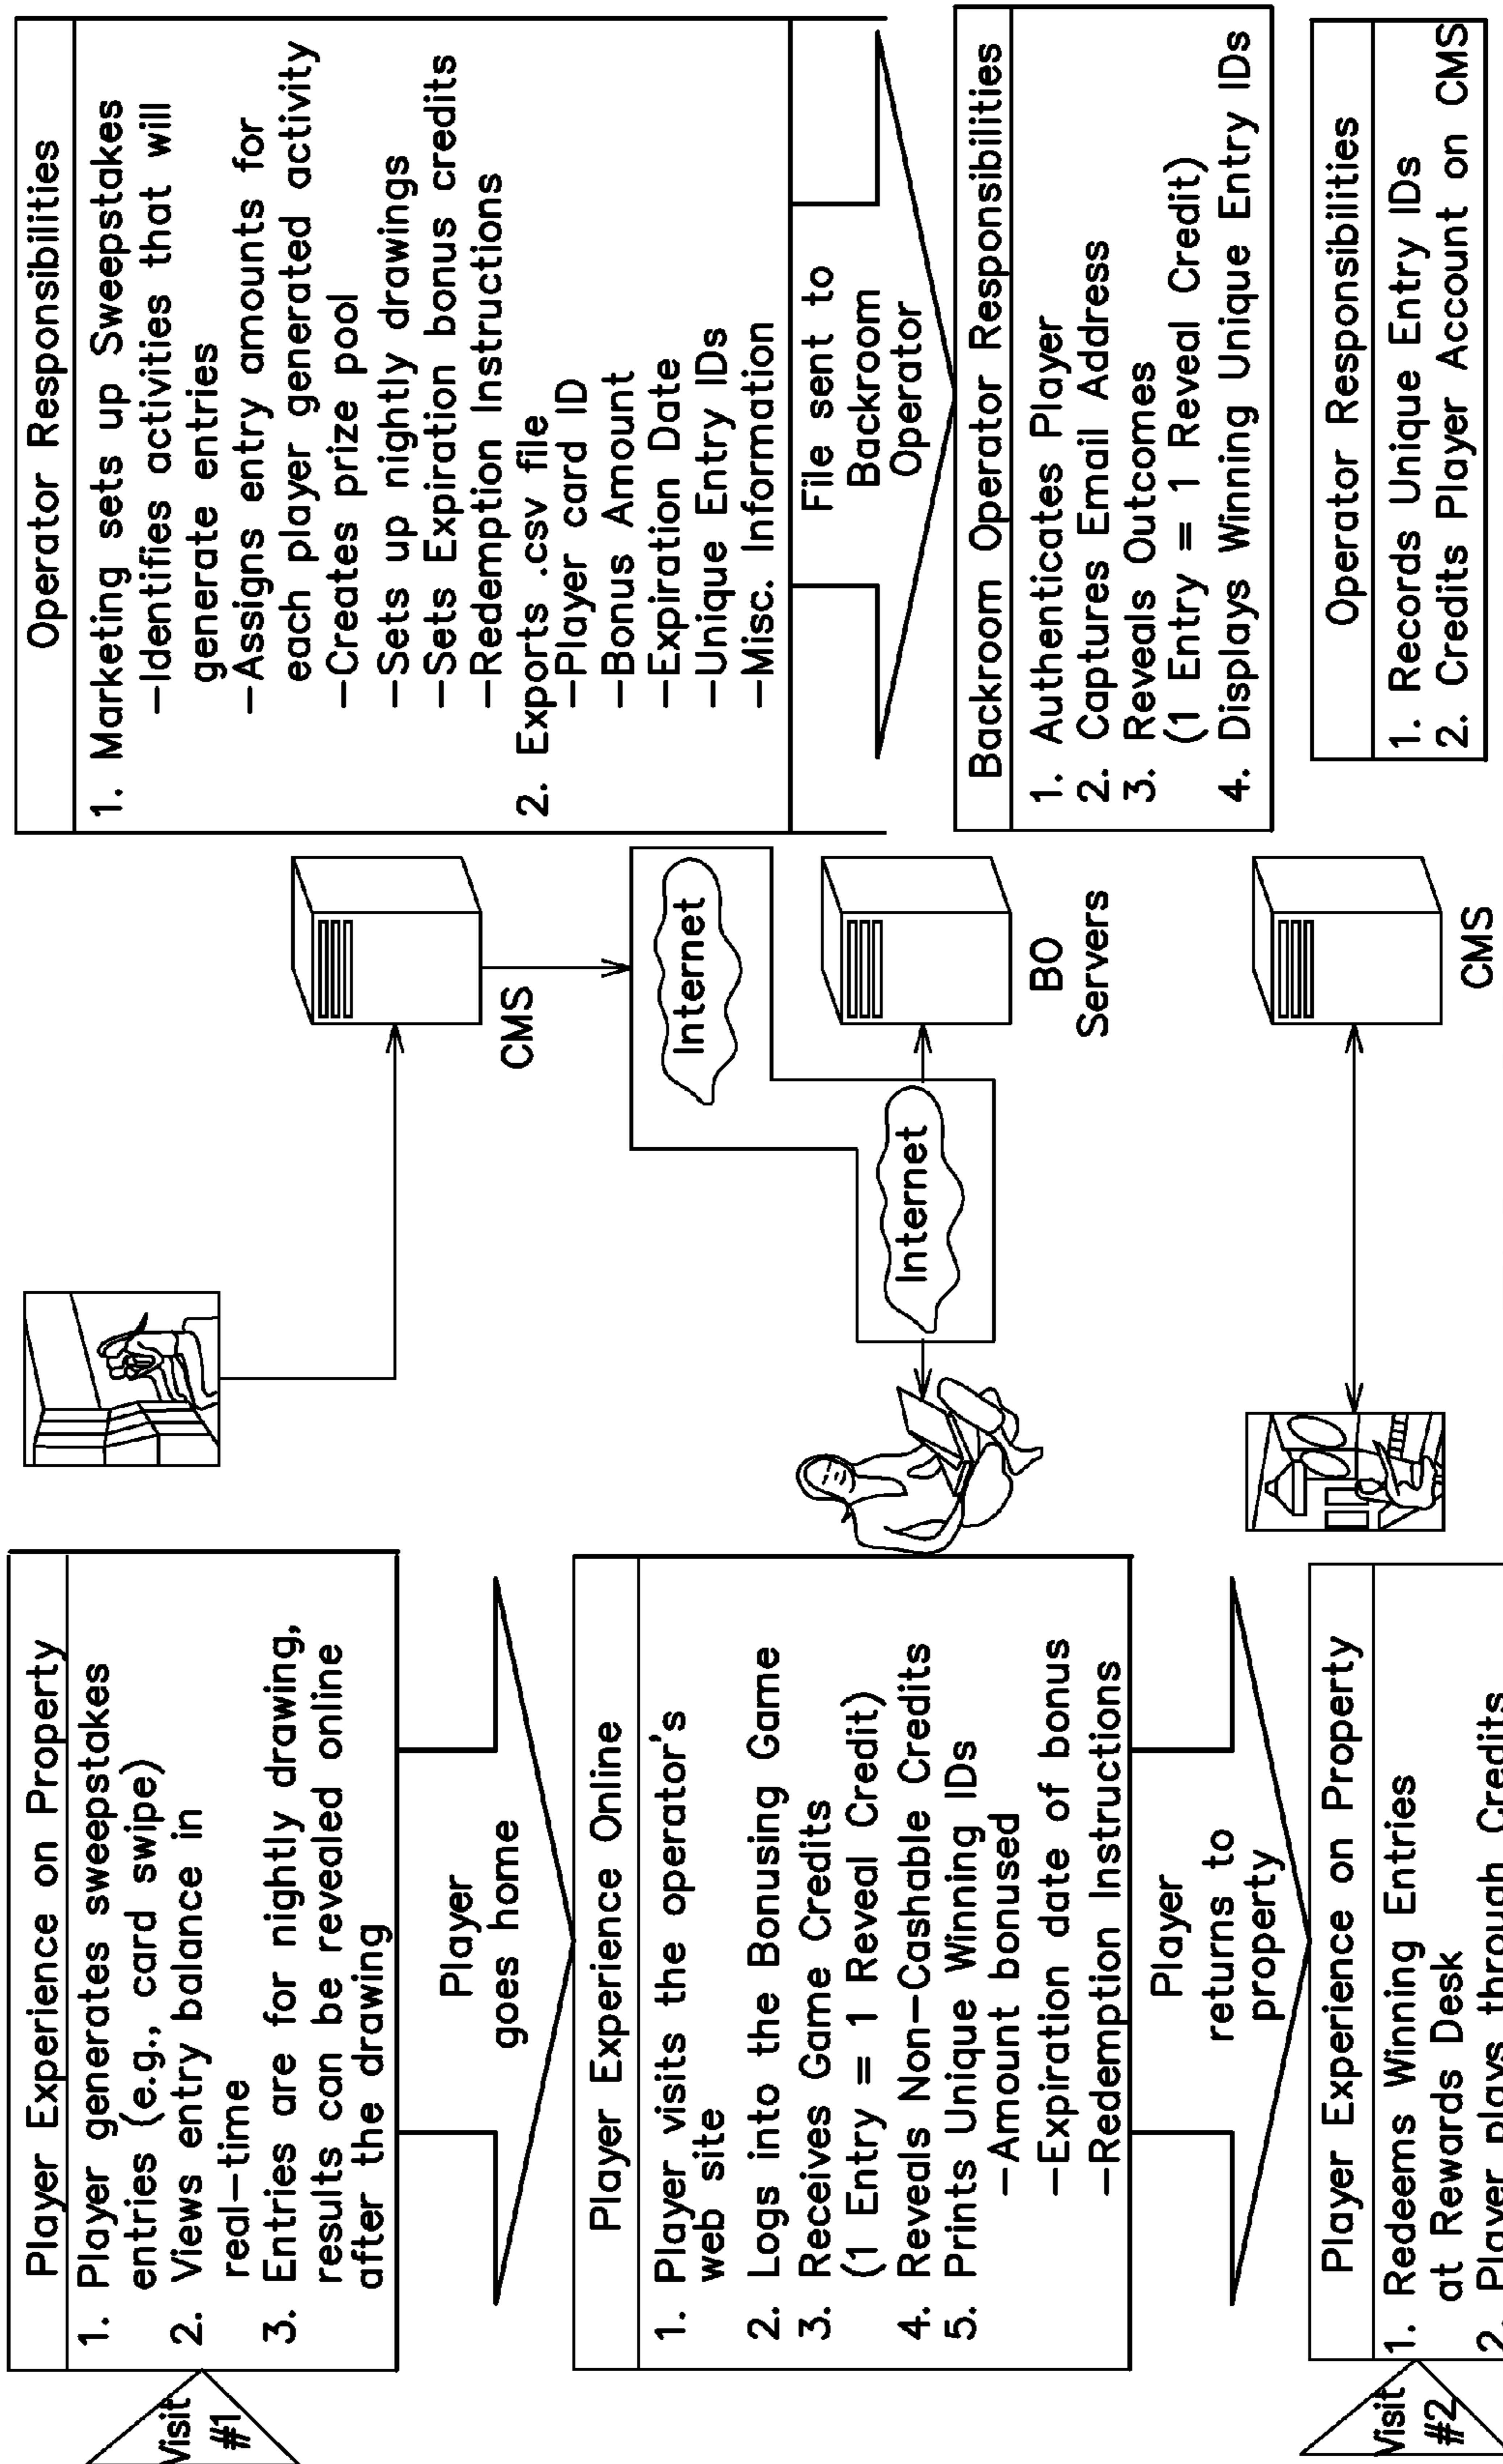 Visit
#1
Player Experience on Property
1. Player generates sweepstakes
entries (e.g., card swipe)
2. Views entry balance in
real-time
3. Entries are for nightly drawing,
results can be revealed online
after the drawing
Player
goes home
Player Experience Online
1. Player visits the operator's
web site
2. Logs into the Bonusing Game
3. Receives Game Credits
(1 Entry = 1 Reveal Credit)
4. Reveals Non-Cashable Credits
5. Prints Unique Winning IDs
-Amount bonused
-Expiration date of bonus
-Redemption Instructions
Player
returns to
property
Visit
#2
Player Experience on Property
1. Redeems Winning Entries
at Rewards Desk
2. Player plays through Credits
CMS
Internet
Internet
BO
Servers
CMS
Operator Responsibilities
1. Marketing sets up Sweepstakes
-Identifies activities that will
generate entries
-Assigns entry amounts for
each player generated activity
-Creates prize pool
-Sets up nightly drawings
-Sets Expiration bonus credits
-Redemption Instructions
2. Exports .csv file
-Player card ID
-Bonus Amount
-Expiration Date
-Unique Entry IDs
-Misc. Information
File sent to
Backroom
Operator
Backroom Operator Responsibilities
1. Authenticates Player
2. Captures Email Address
3. Reveals Outcomes
(1 Entry = 1 Reveal Credit)
4. Displays Winning Unique Entry IDs
Operator Responsibilities
1. Records Unique Entry IDs
2. Credits Player Account on CMS